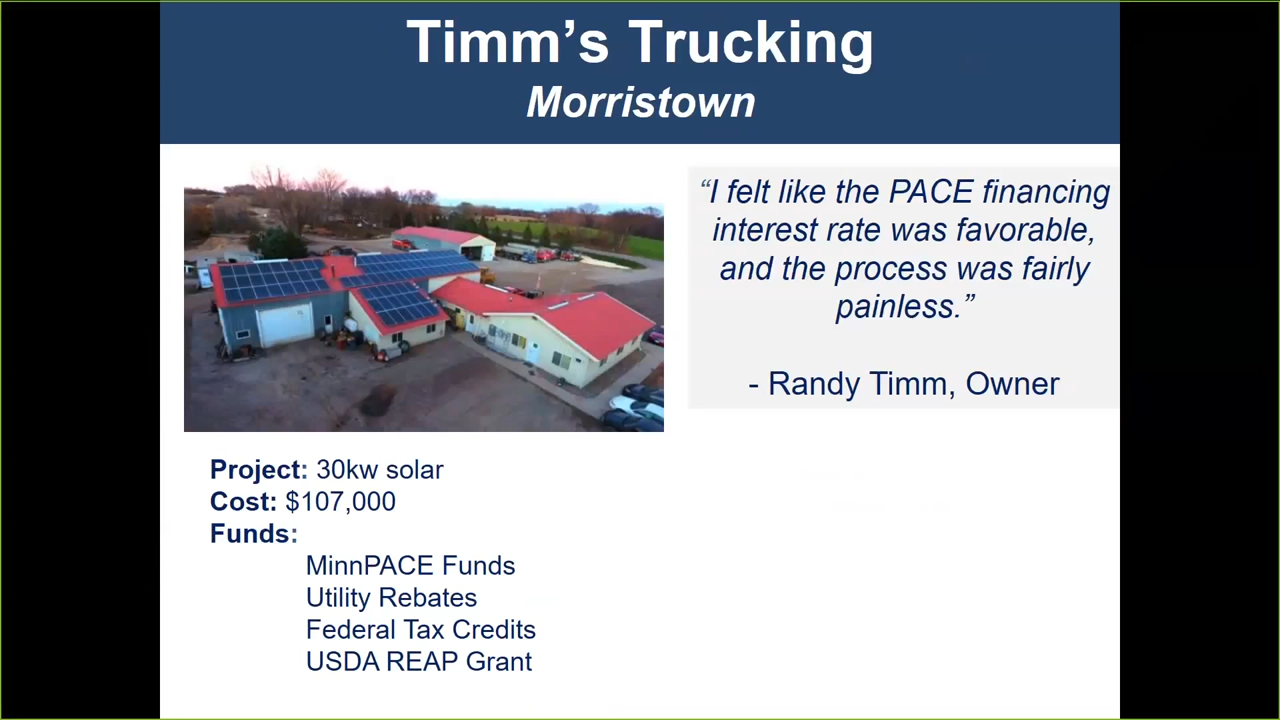 Timm’s Trucking
Morristown
“I felt like the PACE financing
interest rate was favorable,
and the process was fairly
painless.”
- Randy Timm, Owner
Project: 30kw solar
Cost: $107,000
Funds:
MinnPACE Funds
Utility Rebates
Federal Tax Credits
USDA REAP Grant